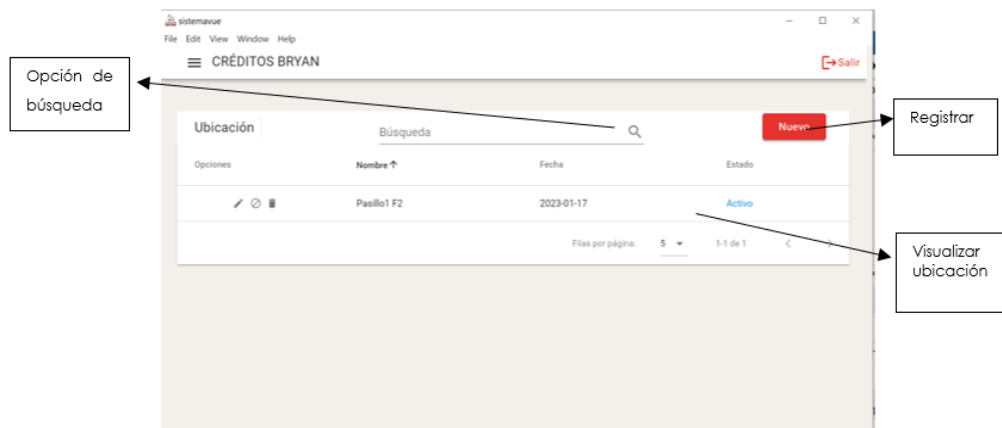 sistemavue
File Edit View Window Help
CRÉDITOS BRYAN
Salir
Opción de
búsqueda
Ubicación
Búsqueda
Nuevo
Registrar
Opciones Nombre Fecha Estado
Pasillo1 F2 2023-01-17 Activo
Filas por página: 5 1-1 de 1
Visualizar
ubicación